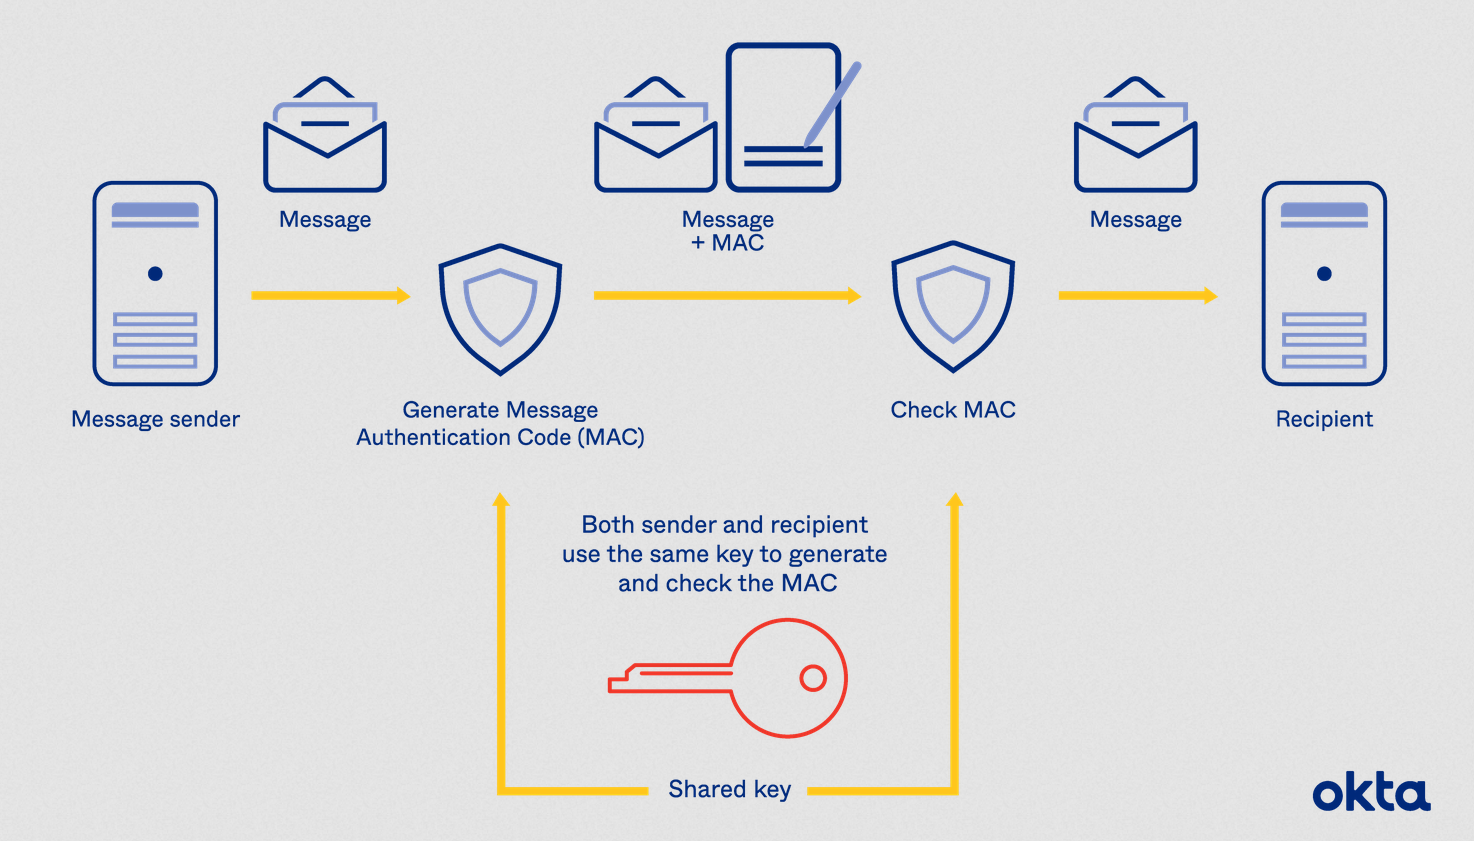 Message
Message
+ MAC
Message
Message sender
Generate Message
Authentication Code (MAC)
Check MAC
Recipient
Both sender and recipient
use the same key to generate
and check the MAC
Shared key
okta